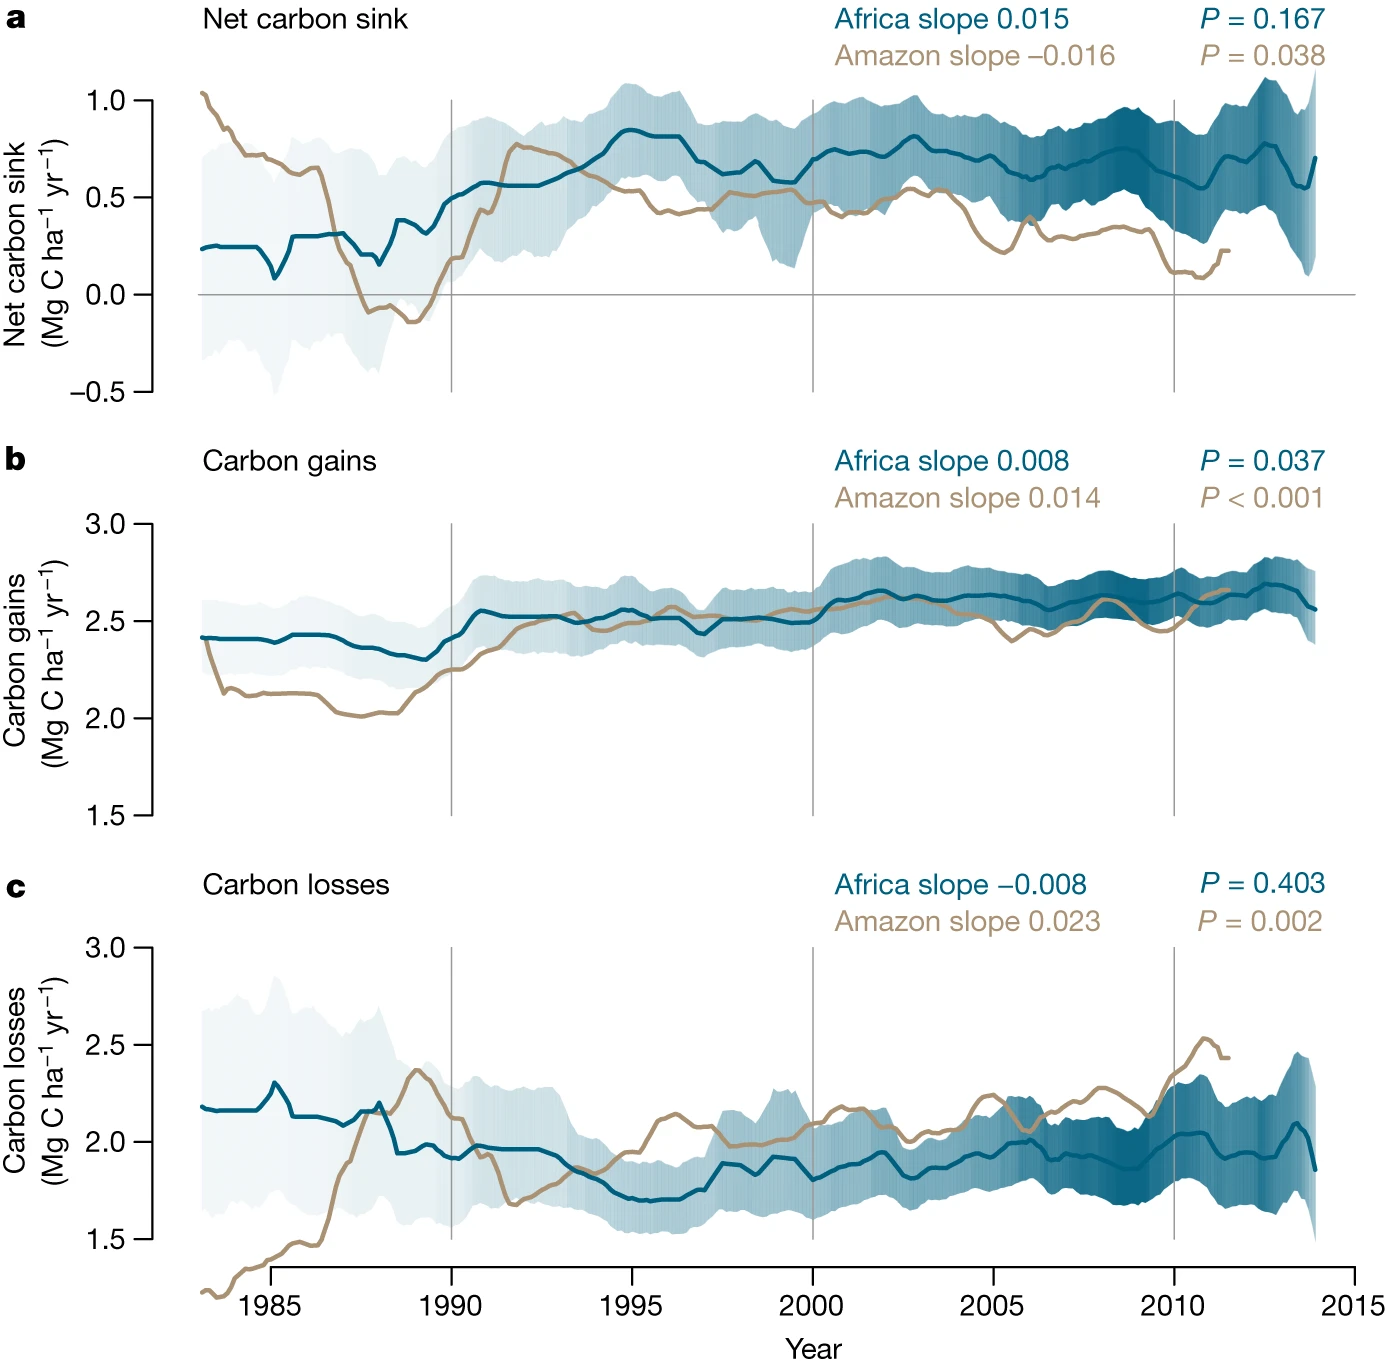 a Net carbon sink Africa slope 0.015 P = 0.167
Amazon slope −0.016 P = 0.038
Net carbon sink
(Mg C ha⁻¹ yr⁻¹)
1.0
0.5
0.0
−0.5
b Carbon gains Africa slope 0.008 P = 0.037
Amazon slope 0.014 P < 0.001
Carbon gains
(Mg C ha⁻¹ yr⁻¹)
3.0
2.5
2.0
1.5
c Carbon losses Africa slope −0.008 P = 0.403
Amazon slope 0.023 P = 0.002
Carbon losses
(Mg C ha⁻¹ yr⁻¹)
3.0
2.5
2.0
1.5
1985 1990 1995 2000 2005 2010 2015
Year